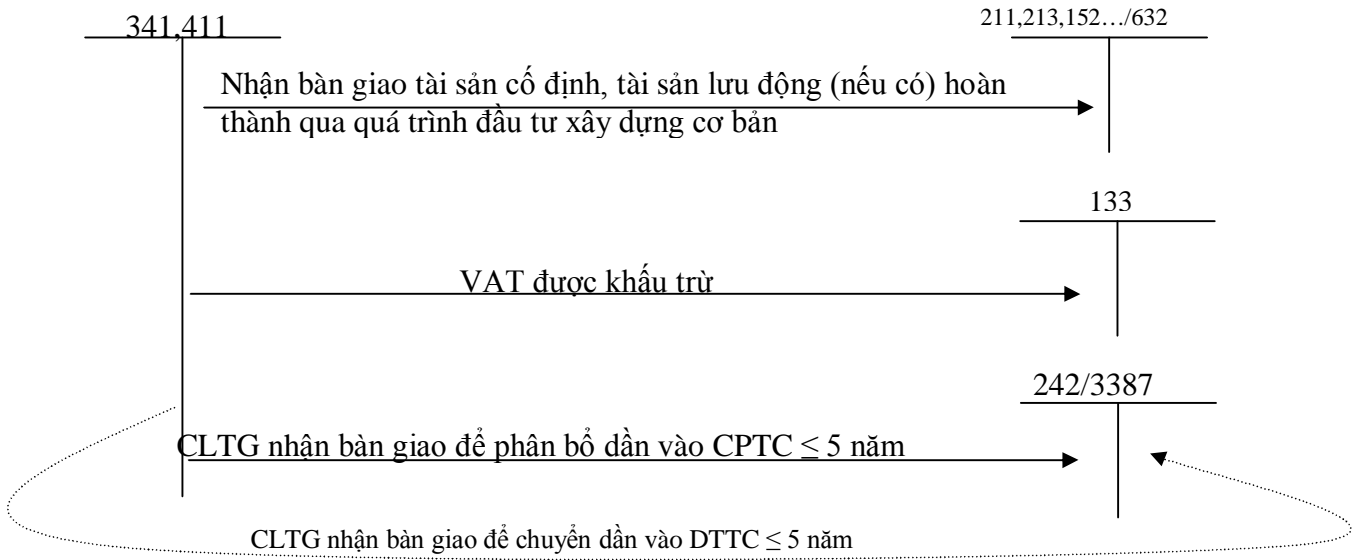 341,411
211,213,152…/632
Nhận bàn giao tài sản cố định, tài sản lưu động (nếu có) hoàn
thành qua quá trình đầu tư xây dựng cơ bản
133
VAT được khấu trừ
242/3387
CLTG nhận bàn giao để phân bổ dần vào CPTC ≤ 5 năm
CLTG nhận bàn giao để chuyển dần vào DTTC ≤ 5 năm